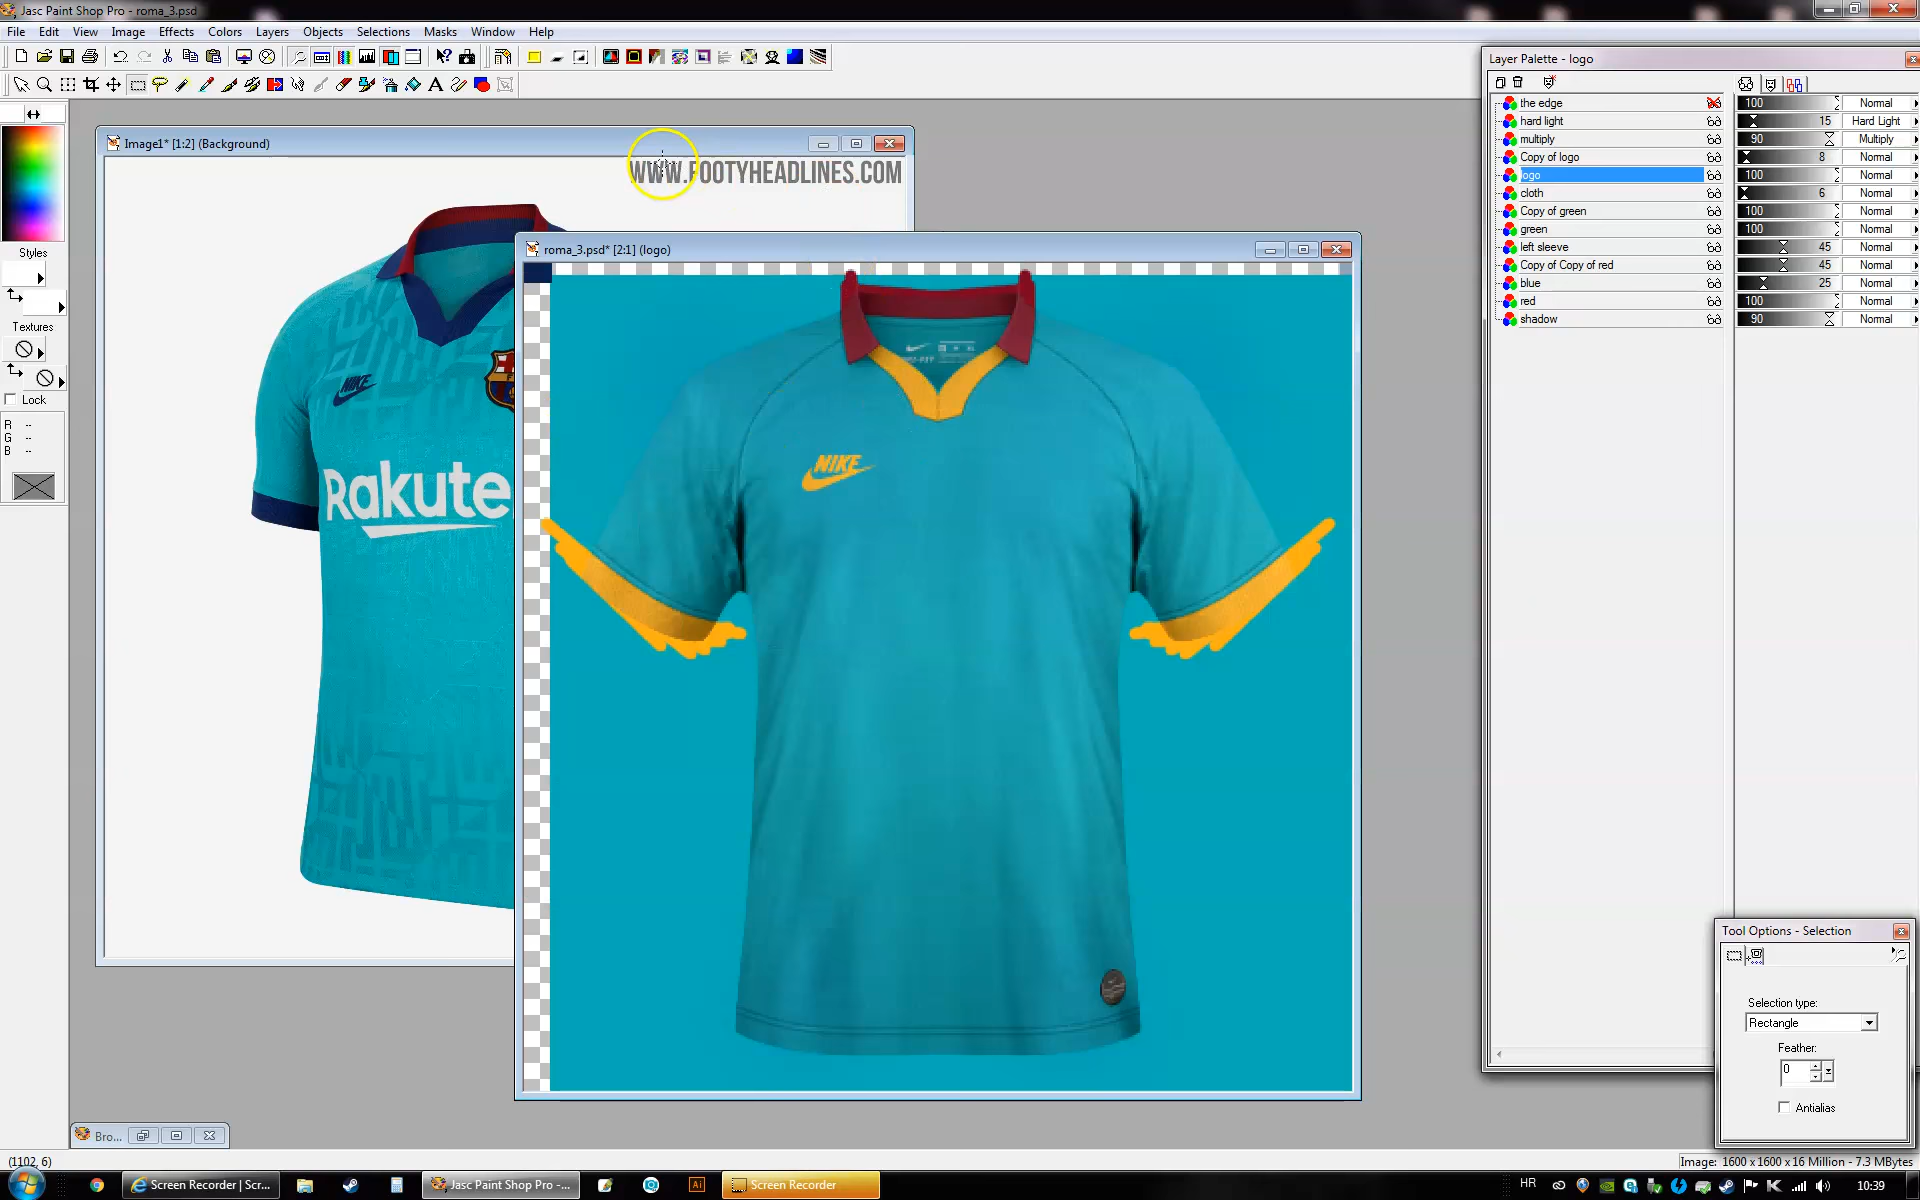 Jasc Paint Shop Pro - roma_3.psd
File Edit View Image Effects Colors Layers Objects Selections Masks Window Help
Layer Palette - logo
the edge 100 Normal
hard light 15 Hard Light
multiply 90 Multiply
Copy of logo 8 Normal
logo 100 Normal
cloth 6 Normal
Copy of green 100 Normal
green 100 Normal
left sleeve 45 Normal
Copy of Copy of red 45 Normal
blue 25 Normal
red 100 Normal
shadow 90 Normal
Styles
Textures
Lock
R --
G --
B --
Image1* [1:2] (Background)
WWW.FOOTYHEADLINES.COM
NIKE
Rakute
roma_3.psd* [2:1] (logo)
NIKE
Tool Options - Selection
Selection type:
Rectangle
Feather:
0
Antialias
Bro...
(1102, 6)
Image: 1600 x 1600 x 16 Million - 7.3 MBytes
Screen Recorder | Scr...
Jasc Paint Shop Pro -...
Ai
Screen Recorder
HR
10:39